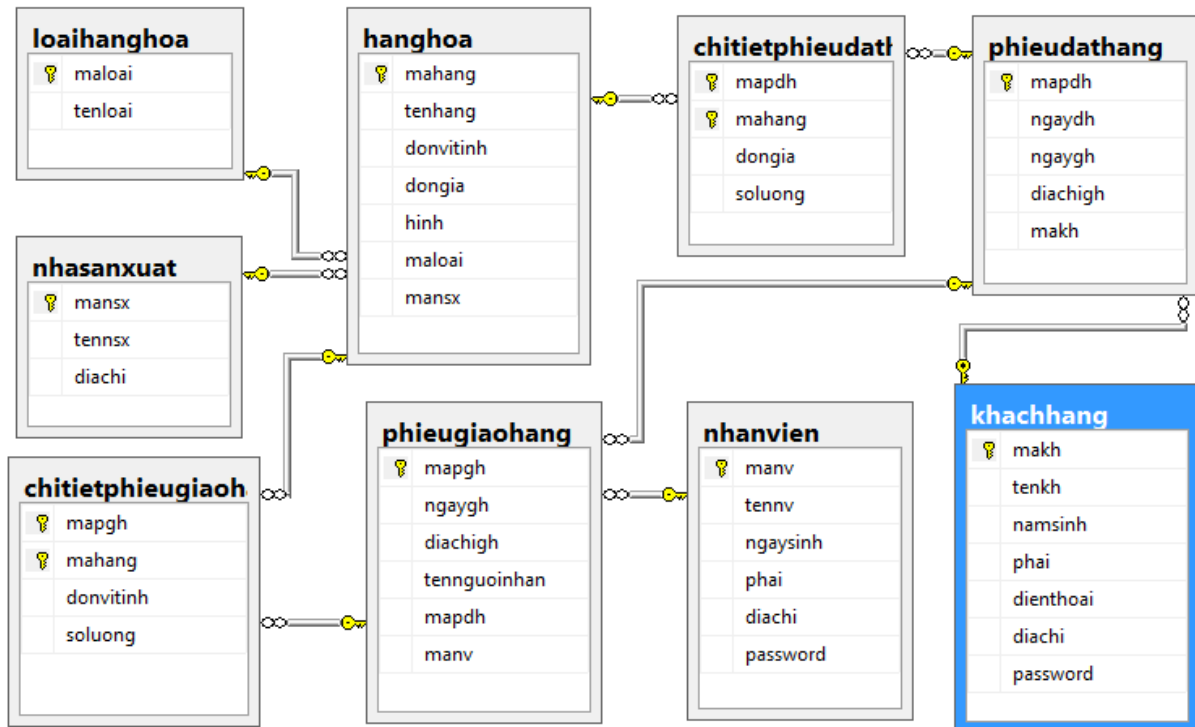 loaihanghoa
maloai
tenloai
hanghoa
mahang
tenhang
donvitinh
dongia
hinh
maloai
mansx
chitietphieudath
mapdh
mahang
dongia
soluong
phieudathang
mapdh
ngaydh
ngaygh
diachigh
makh
nhasanxuat
mansx
tennsx
diachi
chitietphieugiaoha
mapgh
mahang
donvitinh
soluong
phieugiaohang
mapgh
ngaygh
diachigh
tennguoinhan
mapdh
manv
nhanvien
manv
tennv
ngaysinh
phai
diachi
password
khachhang
makh
tenkh
namsinh
phai
dienthoai
diachi
password